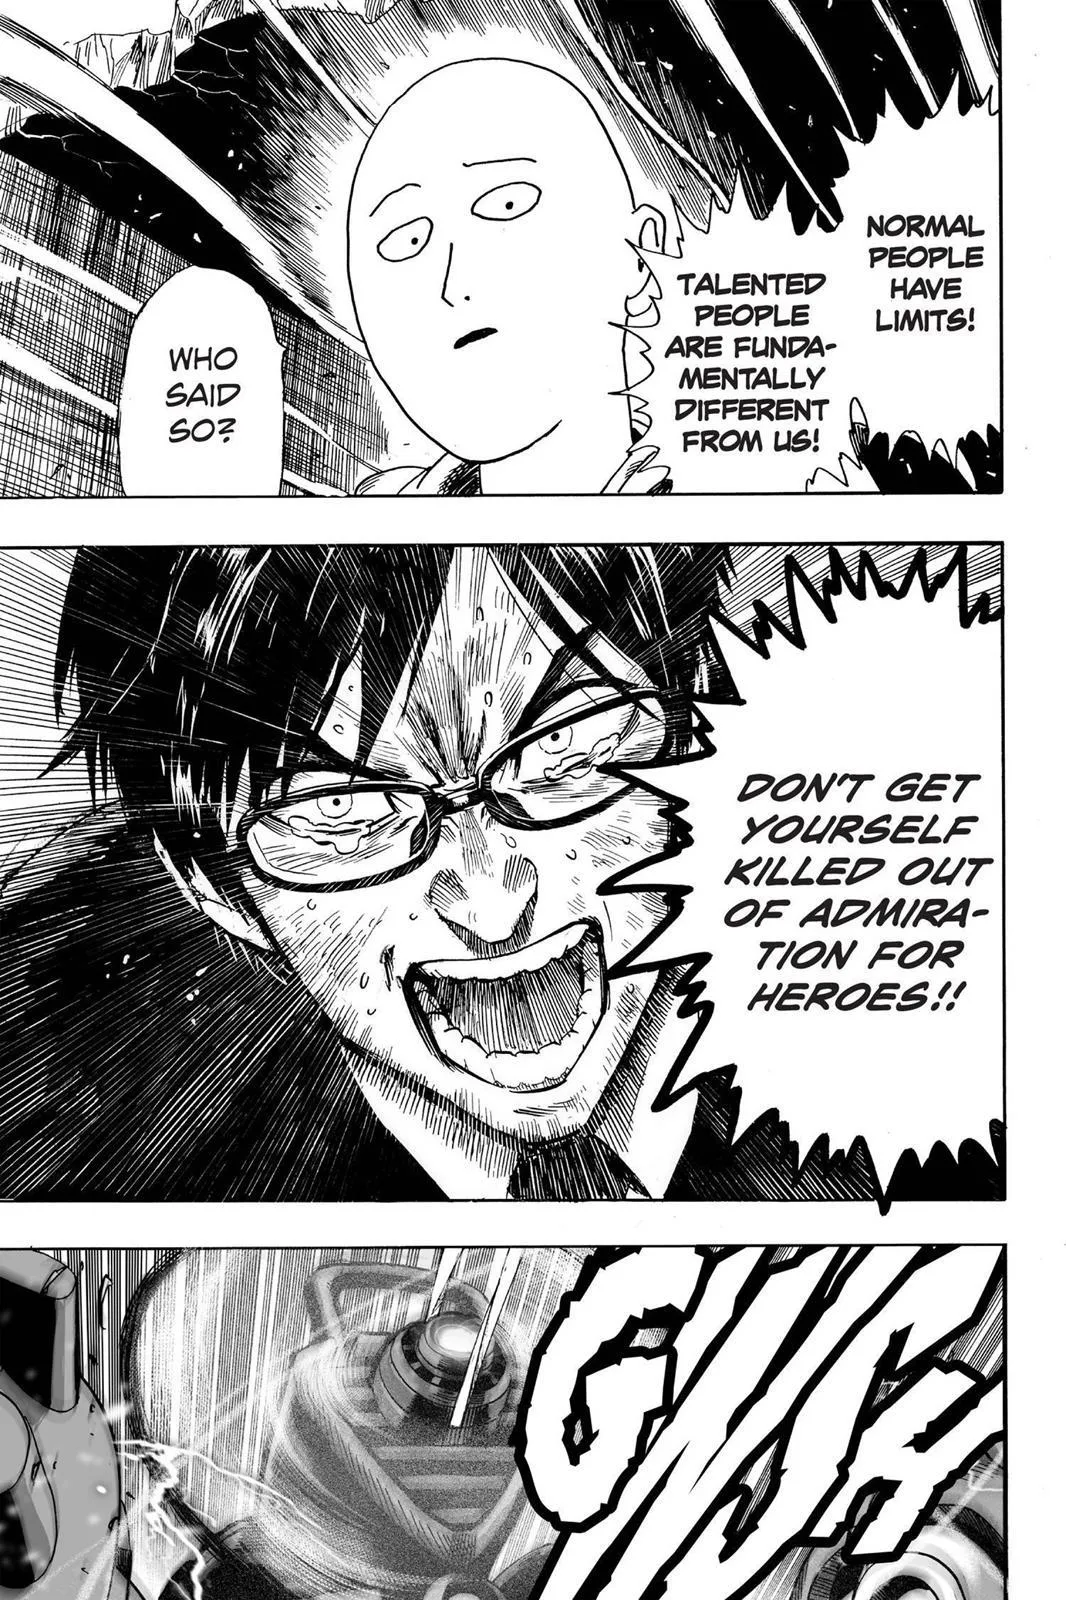 NORMAL
PEOPLE
HAVE
LIMITS!
TALENTED
PEOPLE
ARE FUNDA-
MENTALLY
DIFFERENT
FROM US!
WHO
SAID
SO?
DON'T GET
YOURSELF
KILLED OUT
OF ADMIRA-
TION FOR
HEROES!!